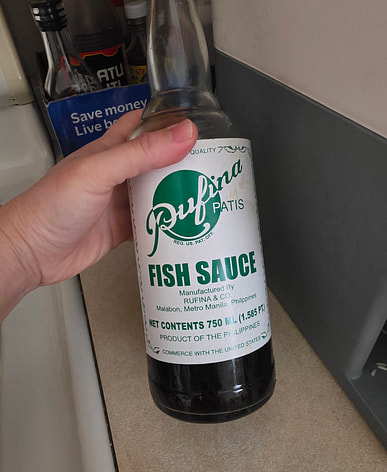 Save money
Live be
ATU
QUALITY
Rufina
PATIS
REG. US. PAT. OFF.
FISH SAUCE
Manufactured By
RUFINA & CO.
Malabon, Metro Manila, Philippines
NET CONTENTS 750 ML (1.585 PT)
PRODUCT OF THE PHILIPPINES
COMMERCE WITH THE UNITED STATES